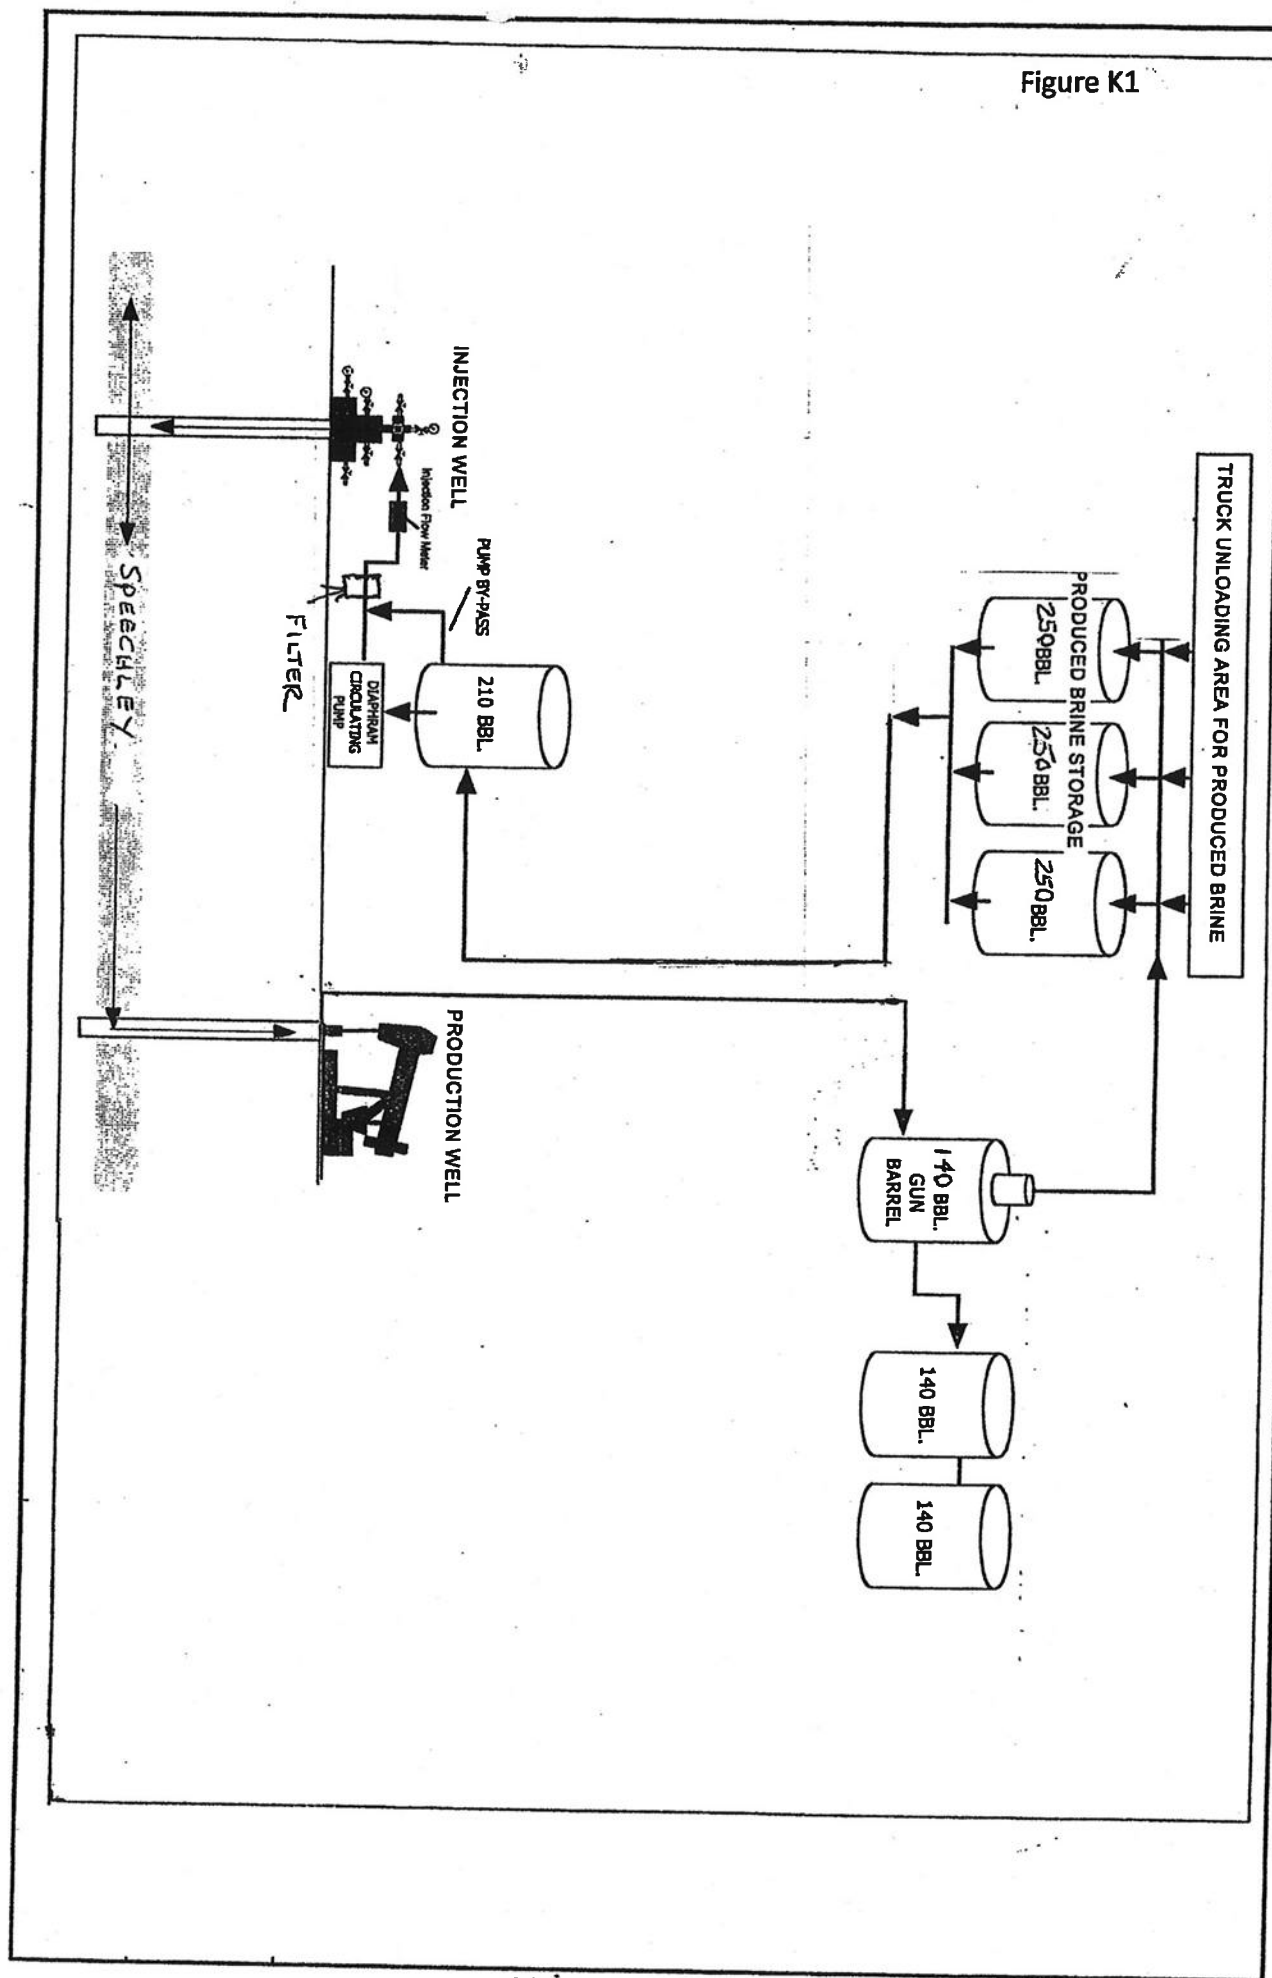 Figure K1
TRUCK UNLOADING AREA FOR PRODUCED BRINE
PRODUCED BRINE STORAGE
250 BBL.
250 BBL.
250 BBL.
140 BBL.
GUN
BARREL
140 BBL.
140 BBL.
210 BBL.
PUMP BY-PASS
DIAPHRAM
CIRCULATING
PUMP
INJECTION WELL
Injection Flow Meter
FILTER
PRODUCTION WELL
SPEECHLEY